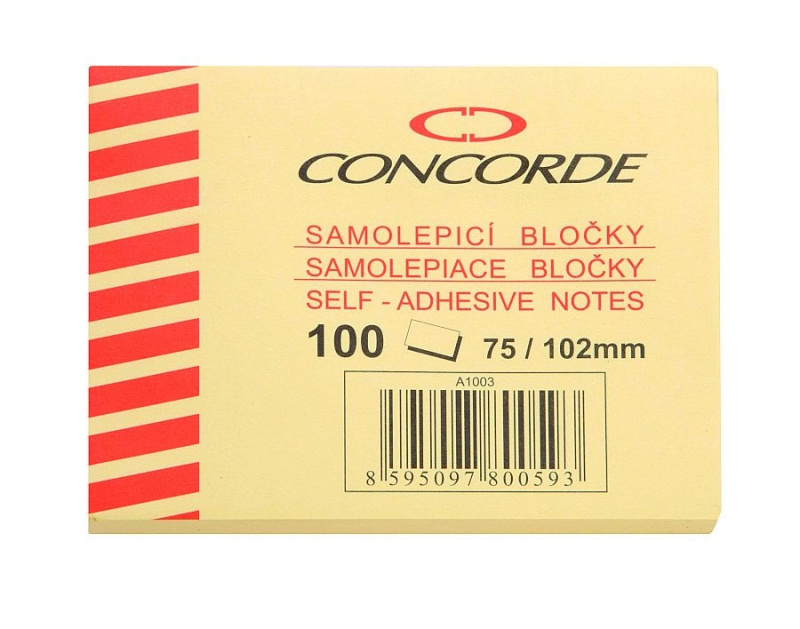 CONCORDE
SAMOLEPICÍ BLOČKY
SAMOLEPIACE BLOČKY
SELF - ADHESIVE NOTES
100 75 / 102mm
A1003
8 595097 800593